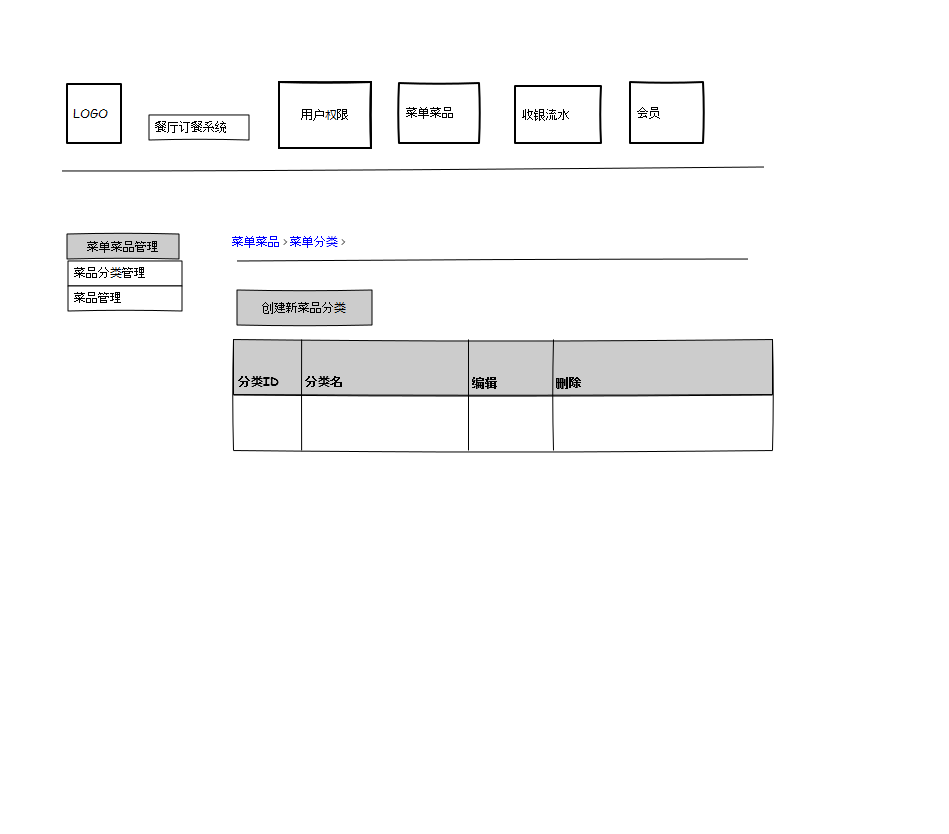 LOGO
餐厅订餐系统
用户权限
菜单菜品
收银流水
会员
菜单菜品管理
菜品分类管理
菜品管理
菜单菜品 > 菜单分类 >
创建新菜品分类
分类ID 分类名 编辑 删除